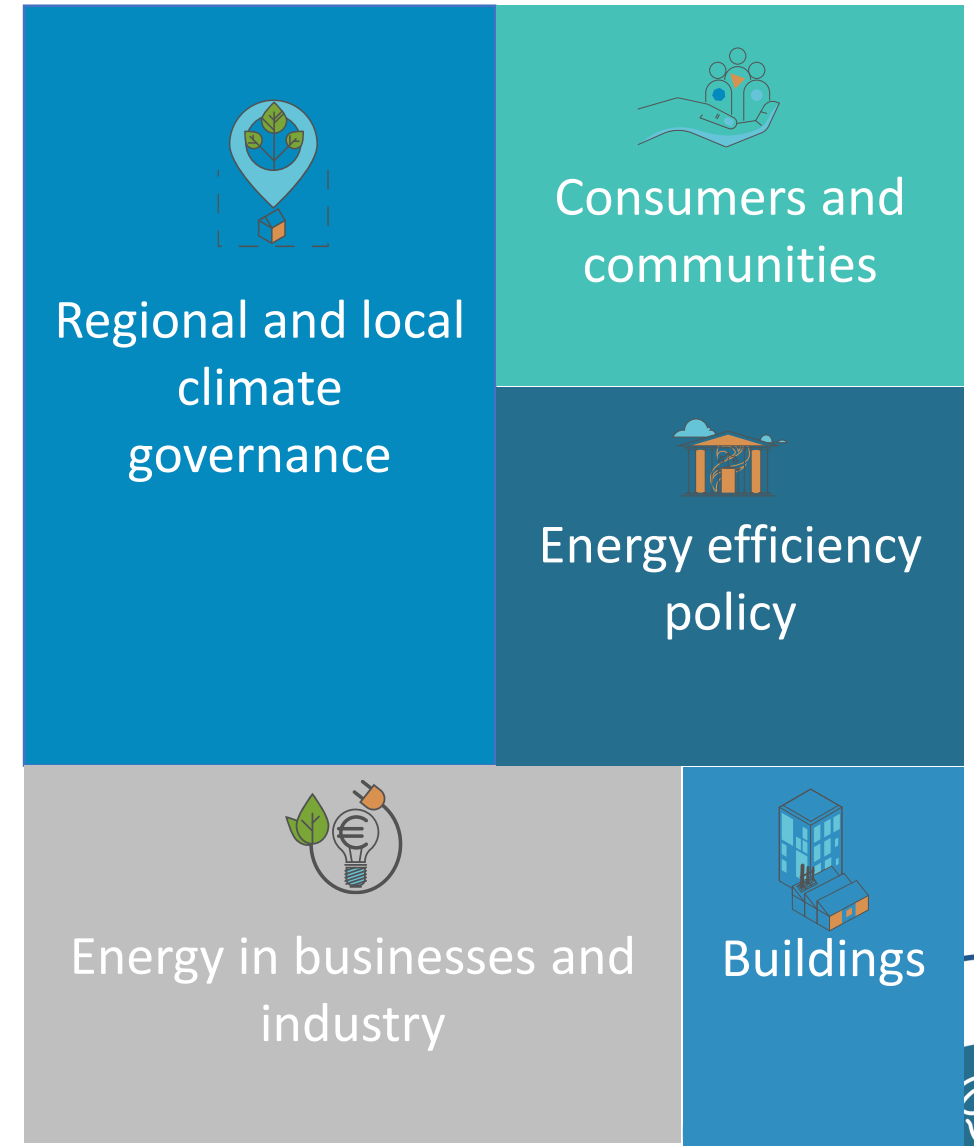 Regional and local
climate
governance
Consumers and
communities
Energy efficiency
policy
€
Energy in businesses and
industry
Buildings